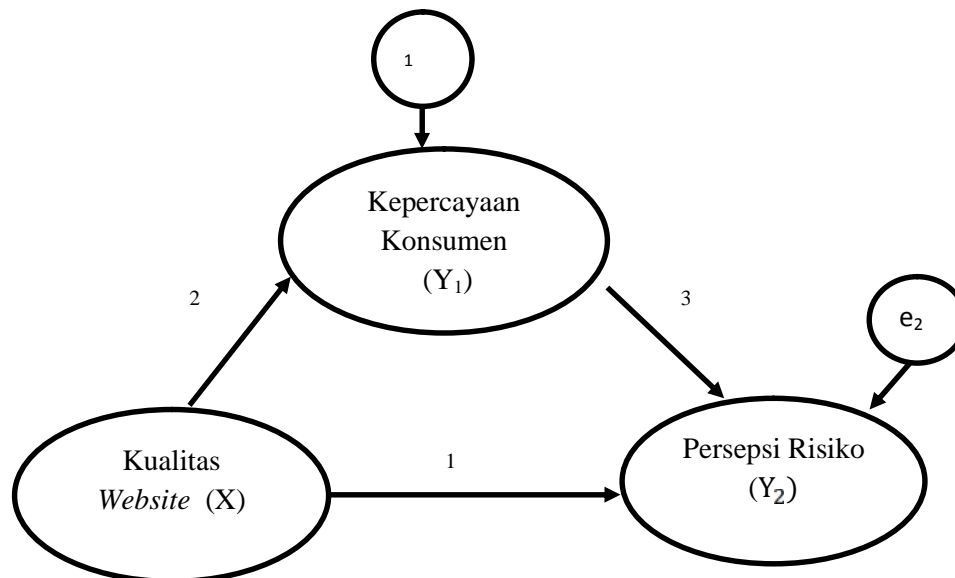 1
Kepercayaan
Konsumen
(Y₁)
2
3
e₂
Kualitas
Website (X)
1
Persepsi Risiko
(Y₂)